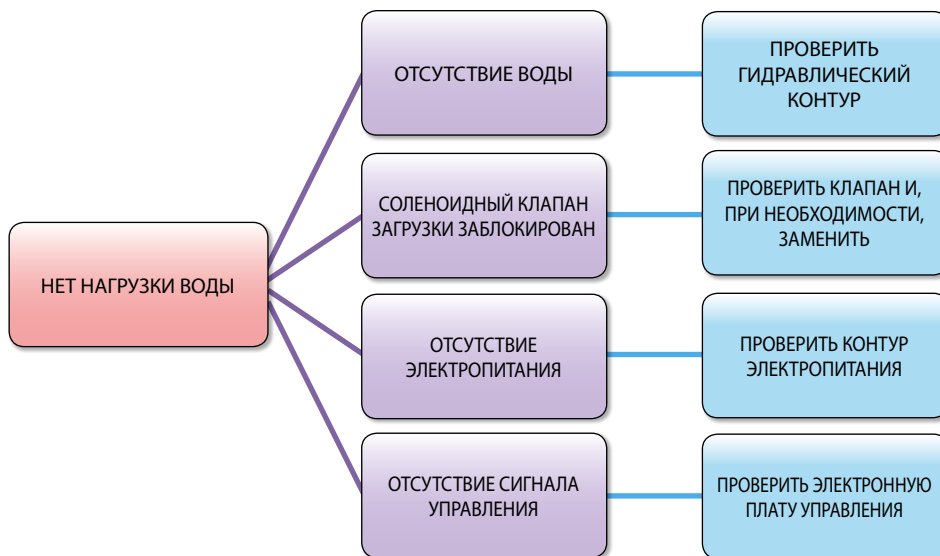 НЕТ НАГРУЗКИ ВОДЫ
ОТСУТСТВИЕ ВОДЫ
ПРОВЕРИТЬ
ГИДРАВЛИЧЕСКИЙ
КОНТУР
СОЛЕНОИДНЫЙ КЛАПАН
ЗАГРУЗКИ ЗАБЛОКИРОВАН
ПРОВЕРИТЬ КЛАПАН И,
ПРИ НЕОБХОДИМОСТИ,
ЗАМЕНИТЬ
ОТСУТСТВИЕ
ЭЛЕКТРОПИТАНИЯ
ПРОВЕРИТЬ КОНТУР
ЭЛЕКТРОПИТАНИЯ
ОТСУТСТВИЕ СИГНАЛА
УПРАВЛЕНИЯ
ПРОВЕРИТЬ ЭЛЕКТРОННУЮ
ПЛАТУ УПРАВЛЕНИЯ